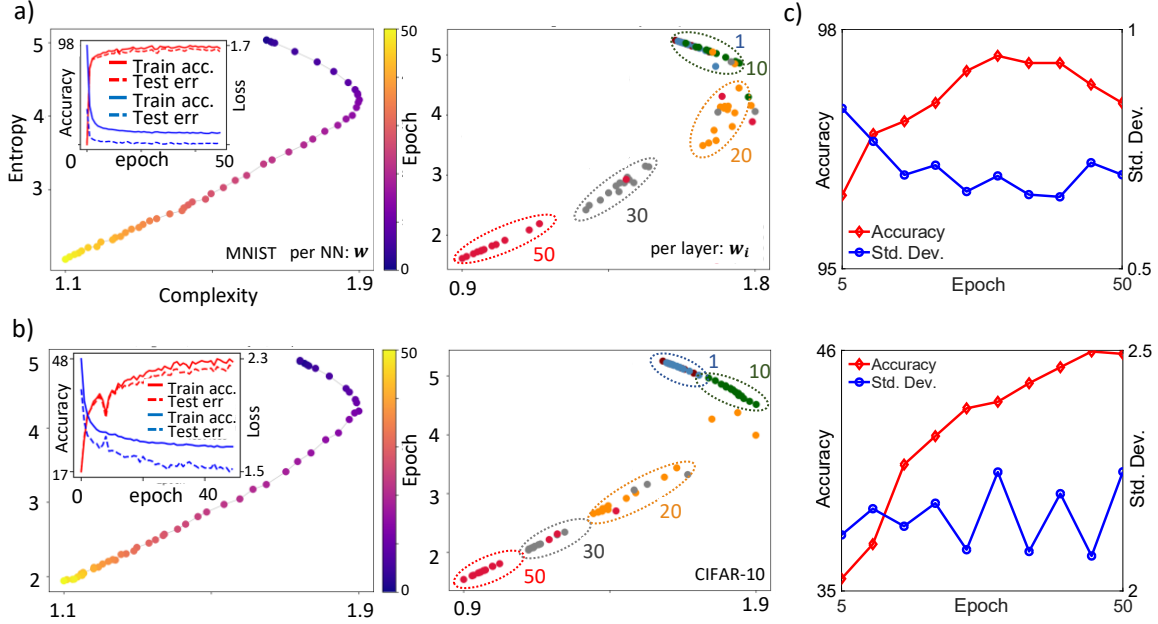 a)
5
4
3
Entropy
98
1.7
Accuracy
Loss
Train acc.
Test err
Train acc.
Test err
0
epoch
50
MNIST per NN: w
1.1
Complexity
1.9
50
Epoch
0
5
4
3
2
1
10
20
30
50
per layer: w_i
0.9
1.8
c)
98
1
Accuracy
Std. Dev.
Accuracy
Std. Dev.
95
0.5
5
Epoch
50
b)
5
4
3
2
48
2.3
Accuracy
Loss
Train acc.
Test err
Train acc.
Test err
17
1.5
0
epoch
40
1.1
1.9
50
Epoch
0
5
4
3
2
1
10
20
30
50
CIFAR-10
0.9
1.9
46
2.5
Accuracy
Std. Dev.
Accuracy
Std. Dev.
35
2
5
Epoch
50